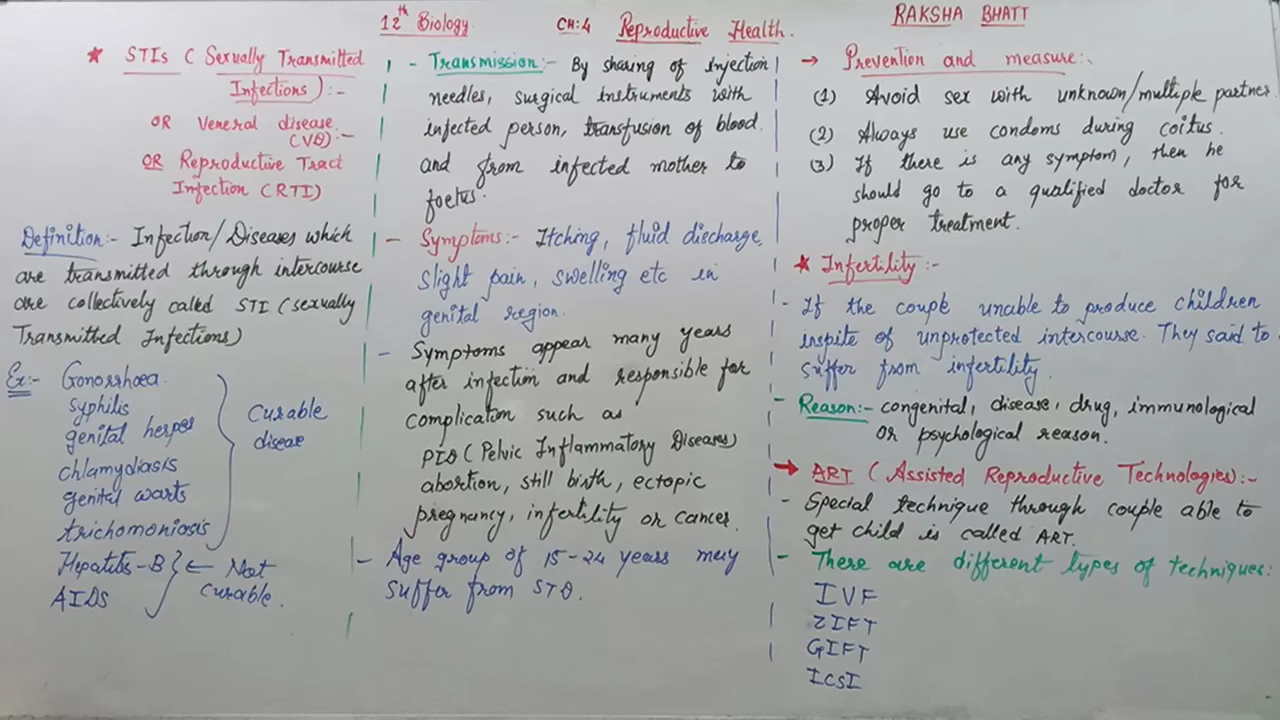 12th Biology. CH:4 Reproductive Health. RAKSHA BHATT
★ STIs (Sexually Transmitted
Infections):-
OR Veneral disease
(VD):-
OR Reproductive Tract
Infection (RTI)
Definition:- Infection/Diseases which
are transmitted through intercourse
are collectively called STI (sexually
Transmitted Infections)
Ex:- Gonorrhoea
syphilis
genital herpes
chlamydiasis
genital warts
trichomoniasis
Curable
disease
Hepatitis-B
AIDS
← Not
Curable.
- Transmission:- By sharing of injection
needles, surgical instruments with
infected person, transfusion of blood.
and from infected mother to
foetus.
- Symptoms:- Itching, fluid discharge,
slight pain, swelling etc in
genital region.
- Symptoms appear many years
after infection and responsible for
complication such as
PID (Pelvic Inflammatory Diseases)
abortion, still birth, ectopic
pregnancy, infertility or cancer.
- Age group of 15-24 years may
suffer from STD.
→ Prevention and measure:-
(1) Avoid sex with unknown/multiple partner.
(2) Always use condoms during coitus.
(3) If there is any symptom, then he
should go to a qualified doctor for
proper treatment.
★ Infertility:-
- If the couple unable to produce children
inspite of unprotected intercourse. They said to
suffer from infertility.
- Reason:- congenital, disease, drug, immunological
or psychological reason.
→ ART (Assisted Reproductive Technologies):-
- Special technique through couple able to
get child is called ART.
- There are different types of techniques:
IVF
ZIFT
GIFT
ICSI